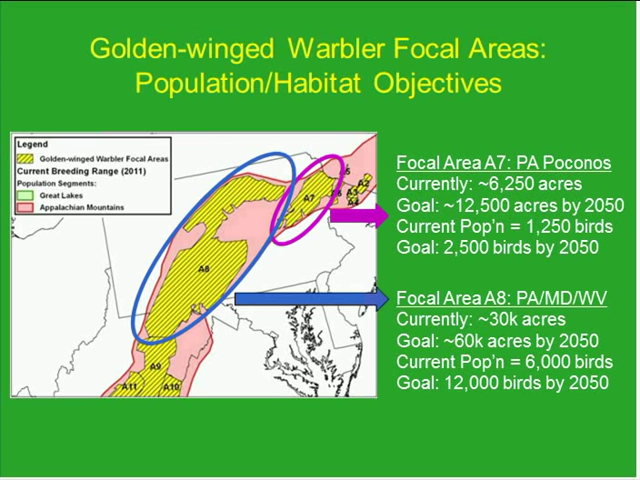 Golden-winged Warbler Focal Areas:
Population/Habitat Objectives
Legend
Golden-winged Warbler Focal Areas
Current Breeding Range (2011)
Population Segments:
Great Lakes
Appalachian Mountains
A5
A2
A3
A4
A7
A8
A9
A11
A10
Focal Area A7: PA Poconos
Currently: ~6,250 acres
Goal: ~12,500 acres by 2050
Current Pop’n = 1,250 birds
Goal: 2,500 birds by 2050
Focal Area A8: PA/MD/WV
Currently: ~30k acres
Goal: ~60k acres by 2050
Current Pop’n = 6,000 birds
Goal: 12,000 birds by 2050